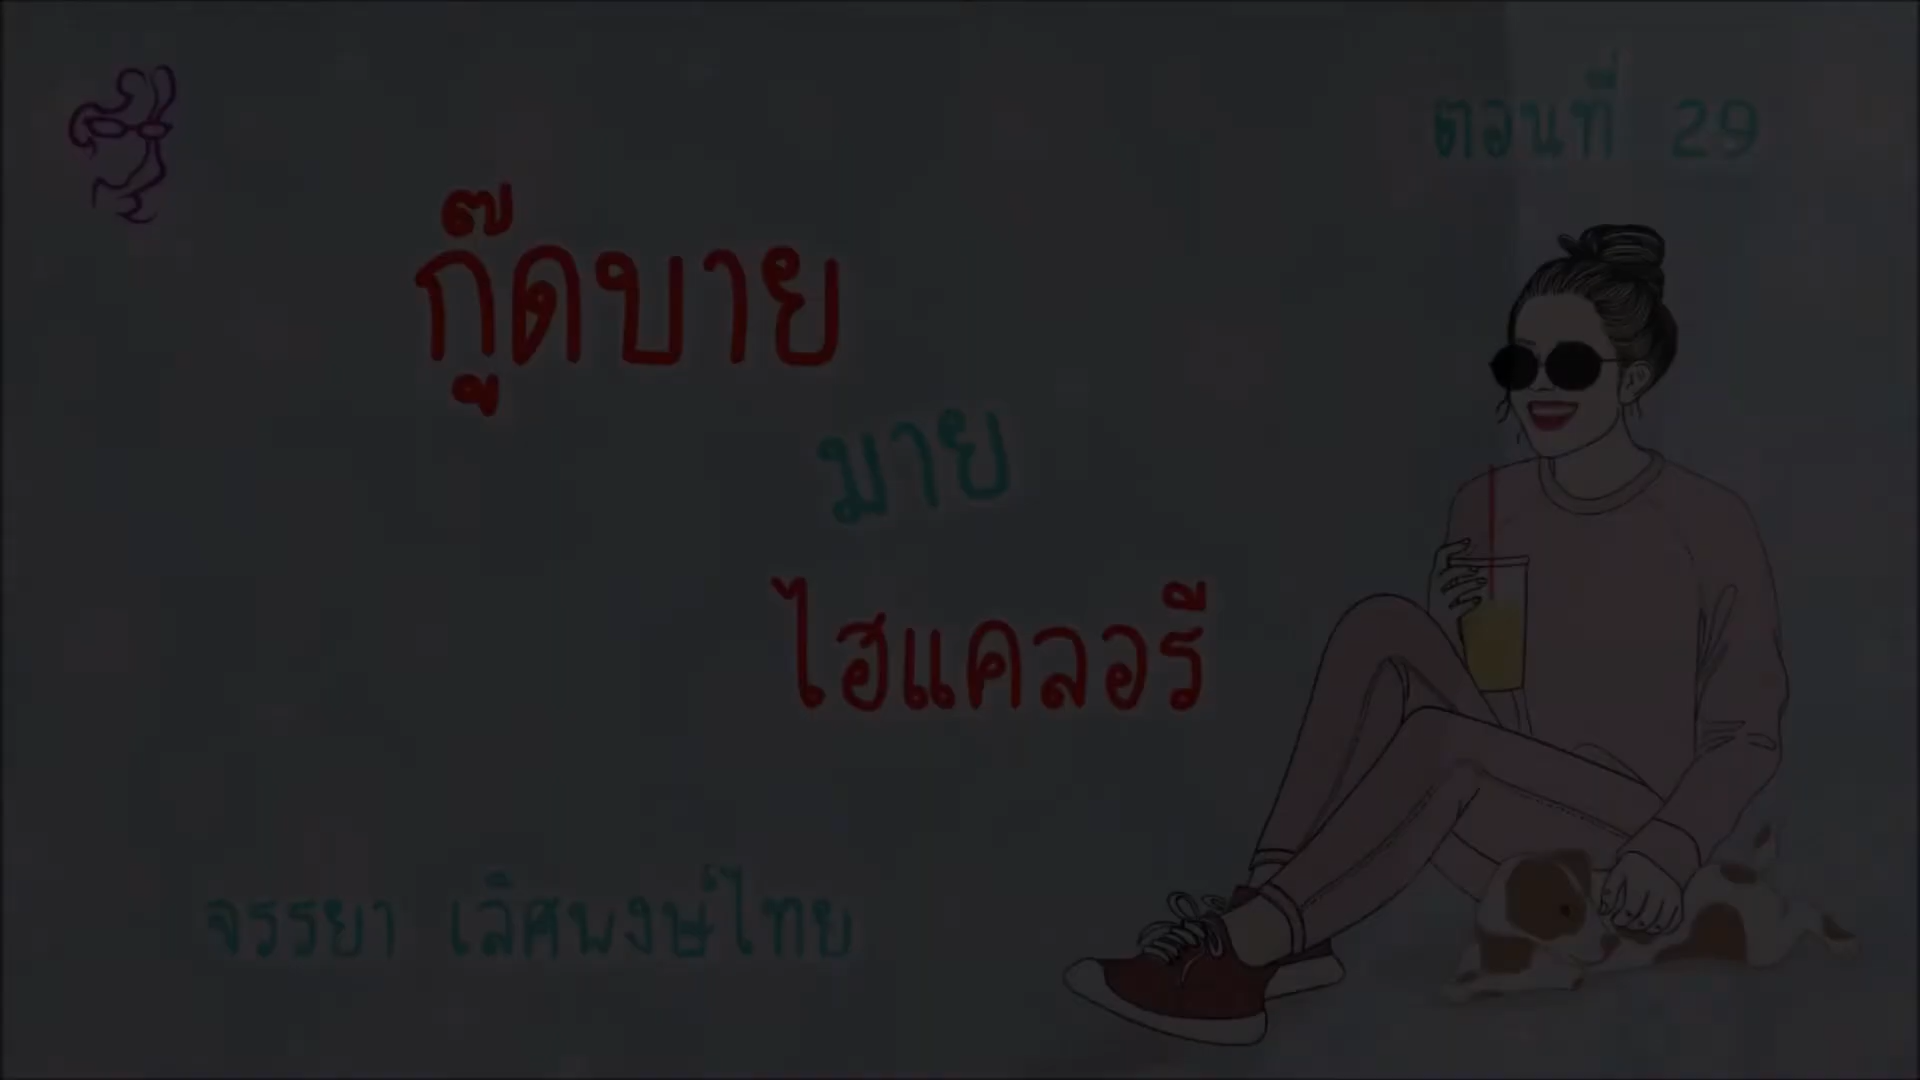 ตอนที่ 29
กู๊ดบาย
มาย
ไฮแคลอรี
จรรยา เลิศพงษ์ไทย